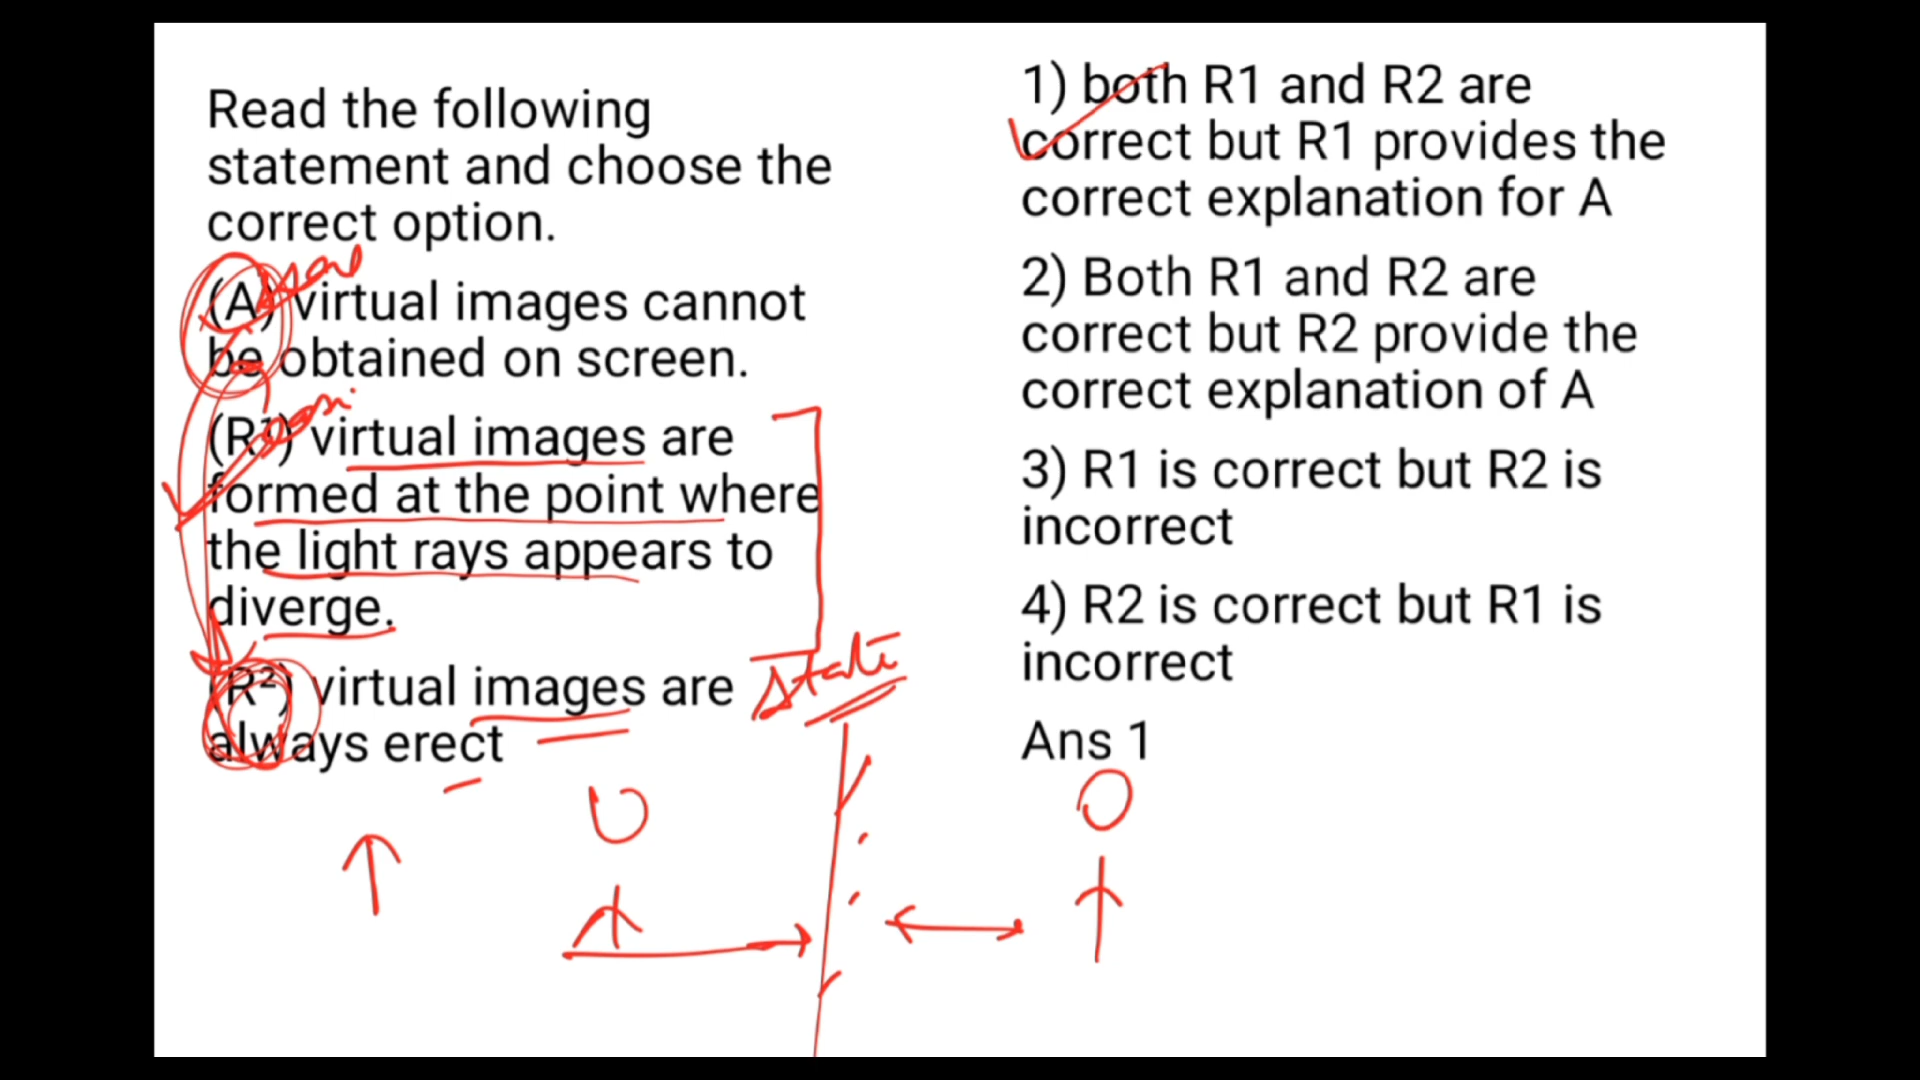 Read the following
statement and choose the
correct option.
(A) virtual images cannot
be obtained on screen.
(R¹) virtual images are
formed at the point where
the light rays appears to
diverge.
(R²) virtual images are
always erect
1) both R1 and R2 are
correct but R1 provides the
correct explanation for A
2) Both R1 and R2 are
correct but R2 provide the
correct explanation of A
3) R1 is correct but R2 is
incorrect
4) R2 is correct but R1 is
incorrect
Ans 1